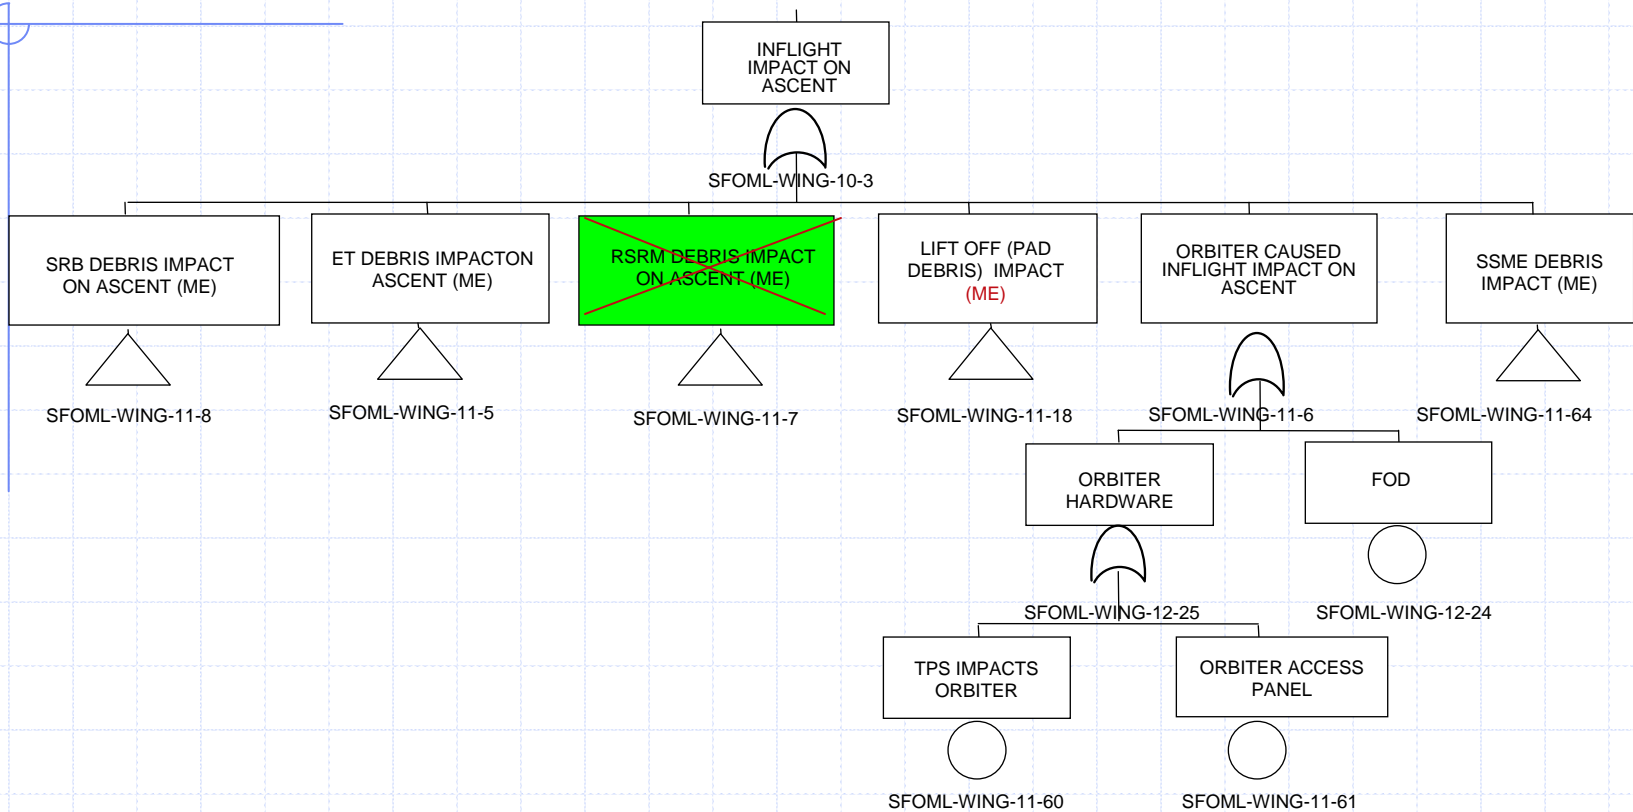 INFLIGHT
IMPACT ON
ASCENT
SFOML-WING-10-3
SRB DEBRIS IMPACT
ON ASCENT (ME)
SFOML-WING-11-8
ET DEBRIS IMPACTON
ASCENT (ME)
SFOML-WING-11-5
RSRM DEBRIS IMPACT
ON ASCENT (ME)
SFOML-WING-11-7
LIFT OFF (PAD
DEBRIS) IMPACT
(ME)
SFOML-WING-11-18
ORBITER CAUSED
INFLIGHT IMPACT ON
ASCENT
SFOML-WING-11-6
SSME DEBRIS
IMPACT (ME)
SFOML-WING-11-64
ORBITER
HARDWARE
SFOML-WING-12-25
FOD
SFOML-WING-12-24
TPS IMPACTS
ORBITER
SFOML-WING-11-60
ORBITER ACCESS
PANEL
SFOML-WING-11-61